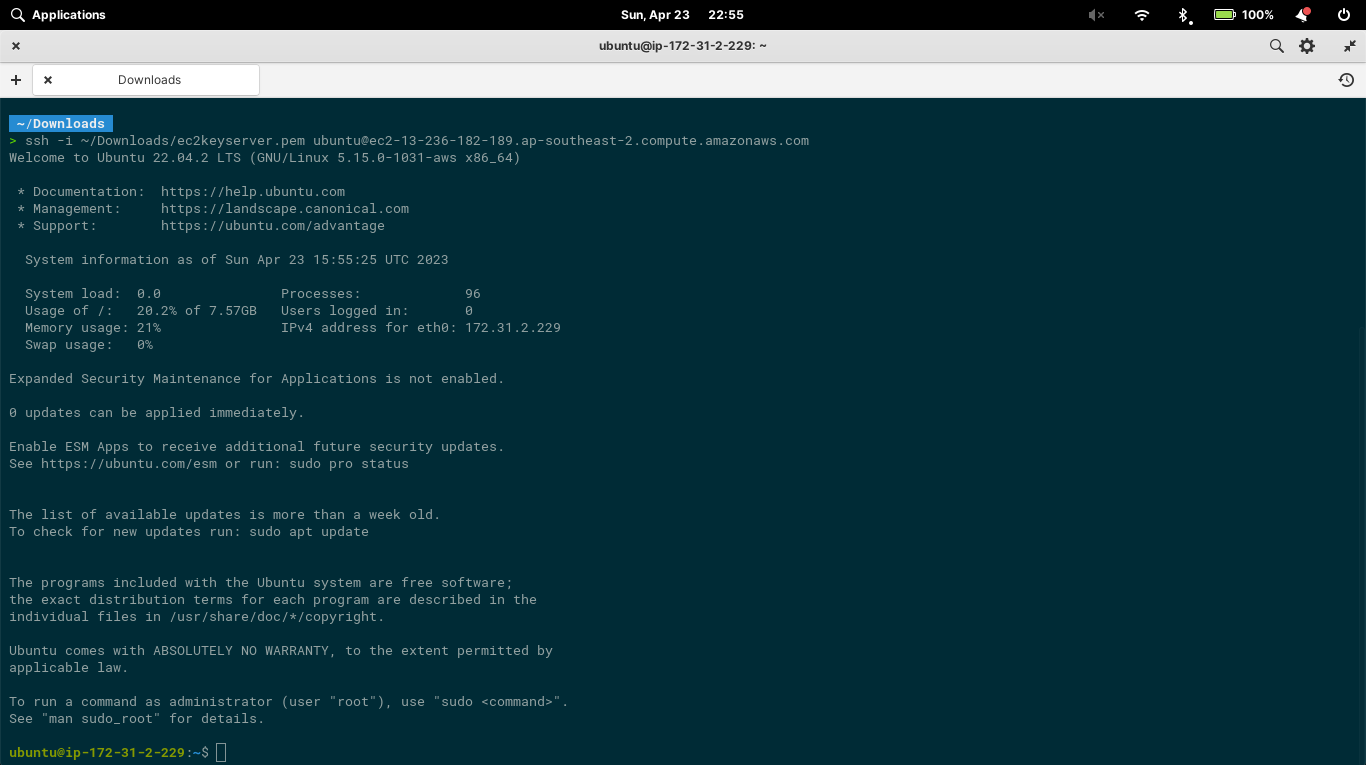 Applications
Sun, Apr 23 22:55
100%
ubuntu@ip-172-31-2-229: ~
Downloads
~/Downloads
> ssh -i ~/Downloads/ec2keyserver.pem ubuntu@ec2-13-236-182-189.ap-southeast-2.compute.amazonaws.com
Welcome to Ubuntu 22.04.2 LTS (GNU/Linux 5.15.0-1031-aws x86_64)
* Documentation:  https://help.ubuntu.com
* Management:     https://landscape.canonical.com
* Support:        https://ubuntu.com/advantage
System information as of Sun Apr 23 15:55:25 UTC 2023
System load:  0.0               Processes:             96
Usage of /:   20.2% of 7.57GB   Users logged in:       0
Memory usage: 21%               IPv4 address for eth0: 172.31.2.229
Swap usage:   0%
Expanded Security Maintenance for Applications is not enabled.
0 updates can be applied immediately.
Enable ESM Apps to receive additional future security updates.
See https://ubuntu.com/esm or run: sudo pro status
The list of available updates is more than a week old.
To check for new updates run: sudo apt update
The programs included with the Ubuntu system are free software;
the exact distribution terms for each program are described in the
individual files in /usr/share/doc/*/copyright.
Ubuntu comes with ABSOLUTELY NO WARRANTY, to the extent permitted by
applicable law.
To run a command as administrator (user "root"), use "sudo <command>".
See "man sudo_root" for details.
ubuntu@ip-172-31-2-229:~$